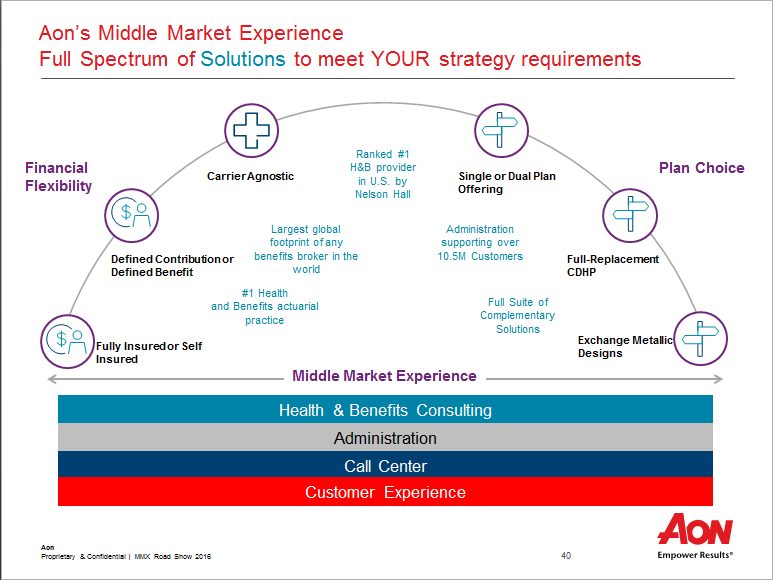 Aon's Middle Market Experience
Full Spectrum of Solutions to meet YOUR strategy requirements
Financial
Flexibility
Carrier Agnostic
Ranked #1
H&B provider
in U.S. by
Nelson Hall
Single or Dual Plan
Offering
Plan Choice
Defined Contribution or
Defined Benefit
Largest global
footprint of any
benefits broker in the
world
Administration
supporting over
10.5M Customers
Full-Replacement
CDHP
#1 Health
and Benefits actuarial
practice
Full Suite of
Complementary
Solutions
Fully Insured or Self
Insured
Exchange Metallic
Designs
Middle Market Experience
Health & Benefits Consulting
Administration
Call Center
Customer Experience
Aon
Proprietary & Confidential | MMX Road Show 2016
40
AON
Empower Results®